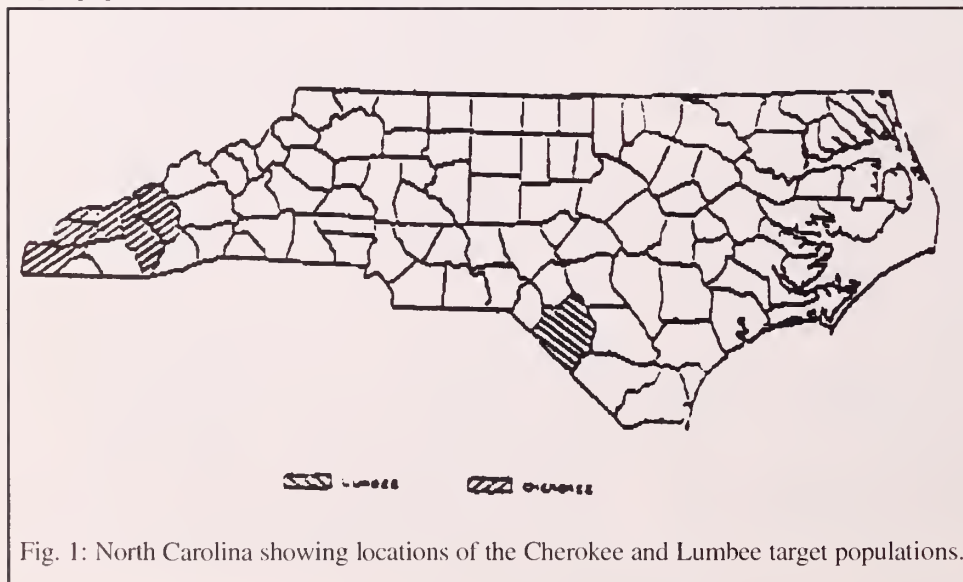 Fig. 1: North Carolina showing locations of the Cherokee and Lumbee target populations.